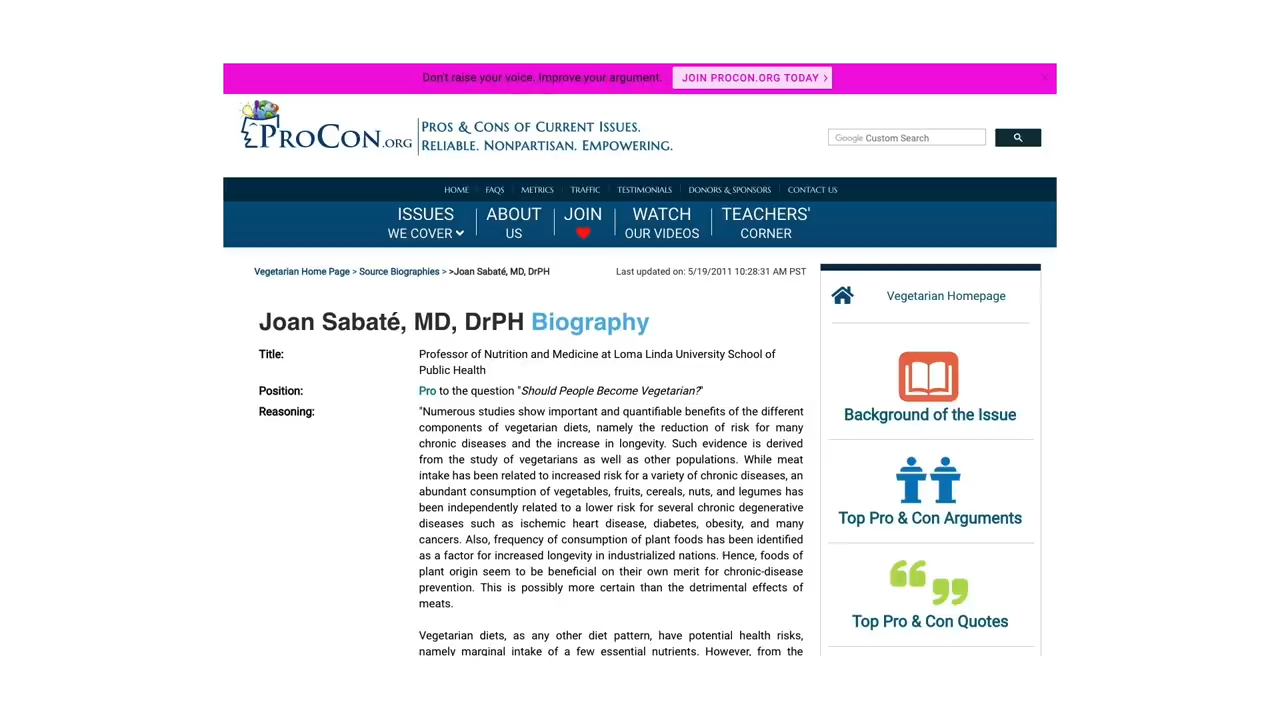 Don't raise your voice. Improve your argument. JOIN PROCON.ORG TODAY >
×
PROCON.ORG
PROS & CONS OF CURRENT ISSUES.
RELIABLE. NONPARTISAN. EMPOWERING.
Google Custom Search
HOME FAQS METRICS TRAFFIC TESTIMONIALS DONORS & SPONSORS CONTACT US
ISSUES ABOUT JOIN WATCH TEACHERS'
WE COVER US OUR VIDEOS CORNER
Vegetarian Home Page > Source Biographies > >Joan Sabaté, MD, DrPH Last updated on: 5/19/2011 10:28:31 AM PST
Joan Sabaté, MD, DrPH Biography
Title: Professor of Nutrition and Medicine at Loma Linda University School of
Public Health
Position: Pro to the question "Should People Become Vegetarian?"
Reasoning: "Numerous studies show important and quantifiable benefits of the different
components of vegetarian diets, namely the reduction of risk for many
chronic diseases and the increase in longevity. Such evidence is derived
from the study of vegetarians as well as other populations. While meat
intake has been related to increased risk for a variety of chronic diseases, an
abundant consumption of vegetables, fruits, cereals, nuts, and legumes has
been independently related to a lower risk for several chronic degenerative
diseases such as ischemic heart disease, diabetes, obesity, and many
cancers. Also, frequency of consumption of plant foods has been identified
as a factor for increased longevity in industrialized nations. Hence, foods of
plant origin seem to be beneficial on their own merit for chronic-disease
prevention. This is possibly more certain than the detrimental effects of
meats.
Vegetarian diets, as any other diet pattern, have potential health risks,
namely marginal intake of a few essential nutrients. However, from the
Vegetarian Homepage
Background of the Issue
Top Pro & Con Arguments
Top Pro & Con Quotes